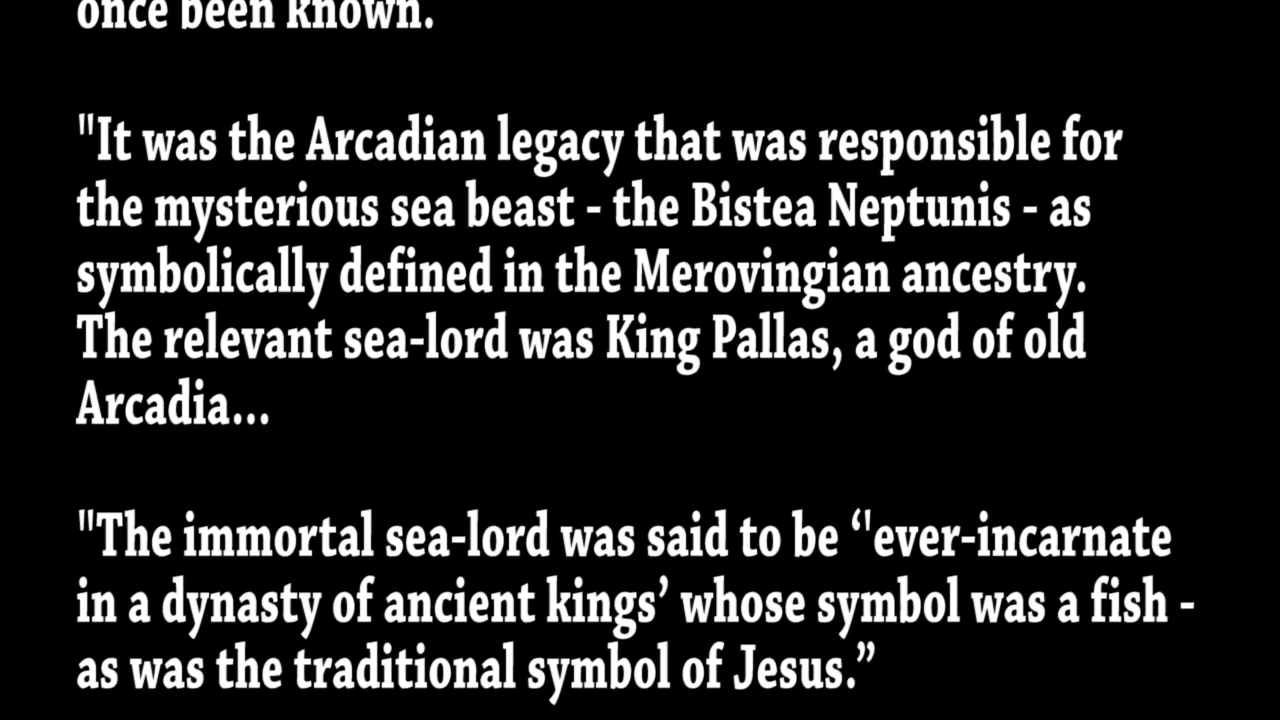 once been known.
"It was the Arcadian legacy that was responsible for
the mysterious sea beast - the Bistea Neptunis - as
symbolically defined in the Merovingian ancestry.
The relevant sea-lord was King Pallas, a god of old
Arcadia...
"The immortal sea-lord was said to be ‘'ever-incarnate
in a dynasty of ancient kings’ whose symbol was a fish -
as was the traditional symbol of Jesus.”